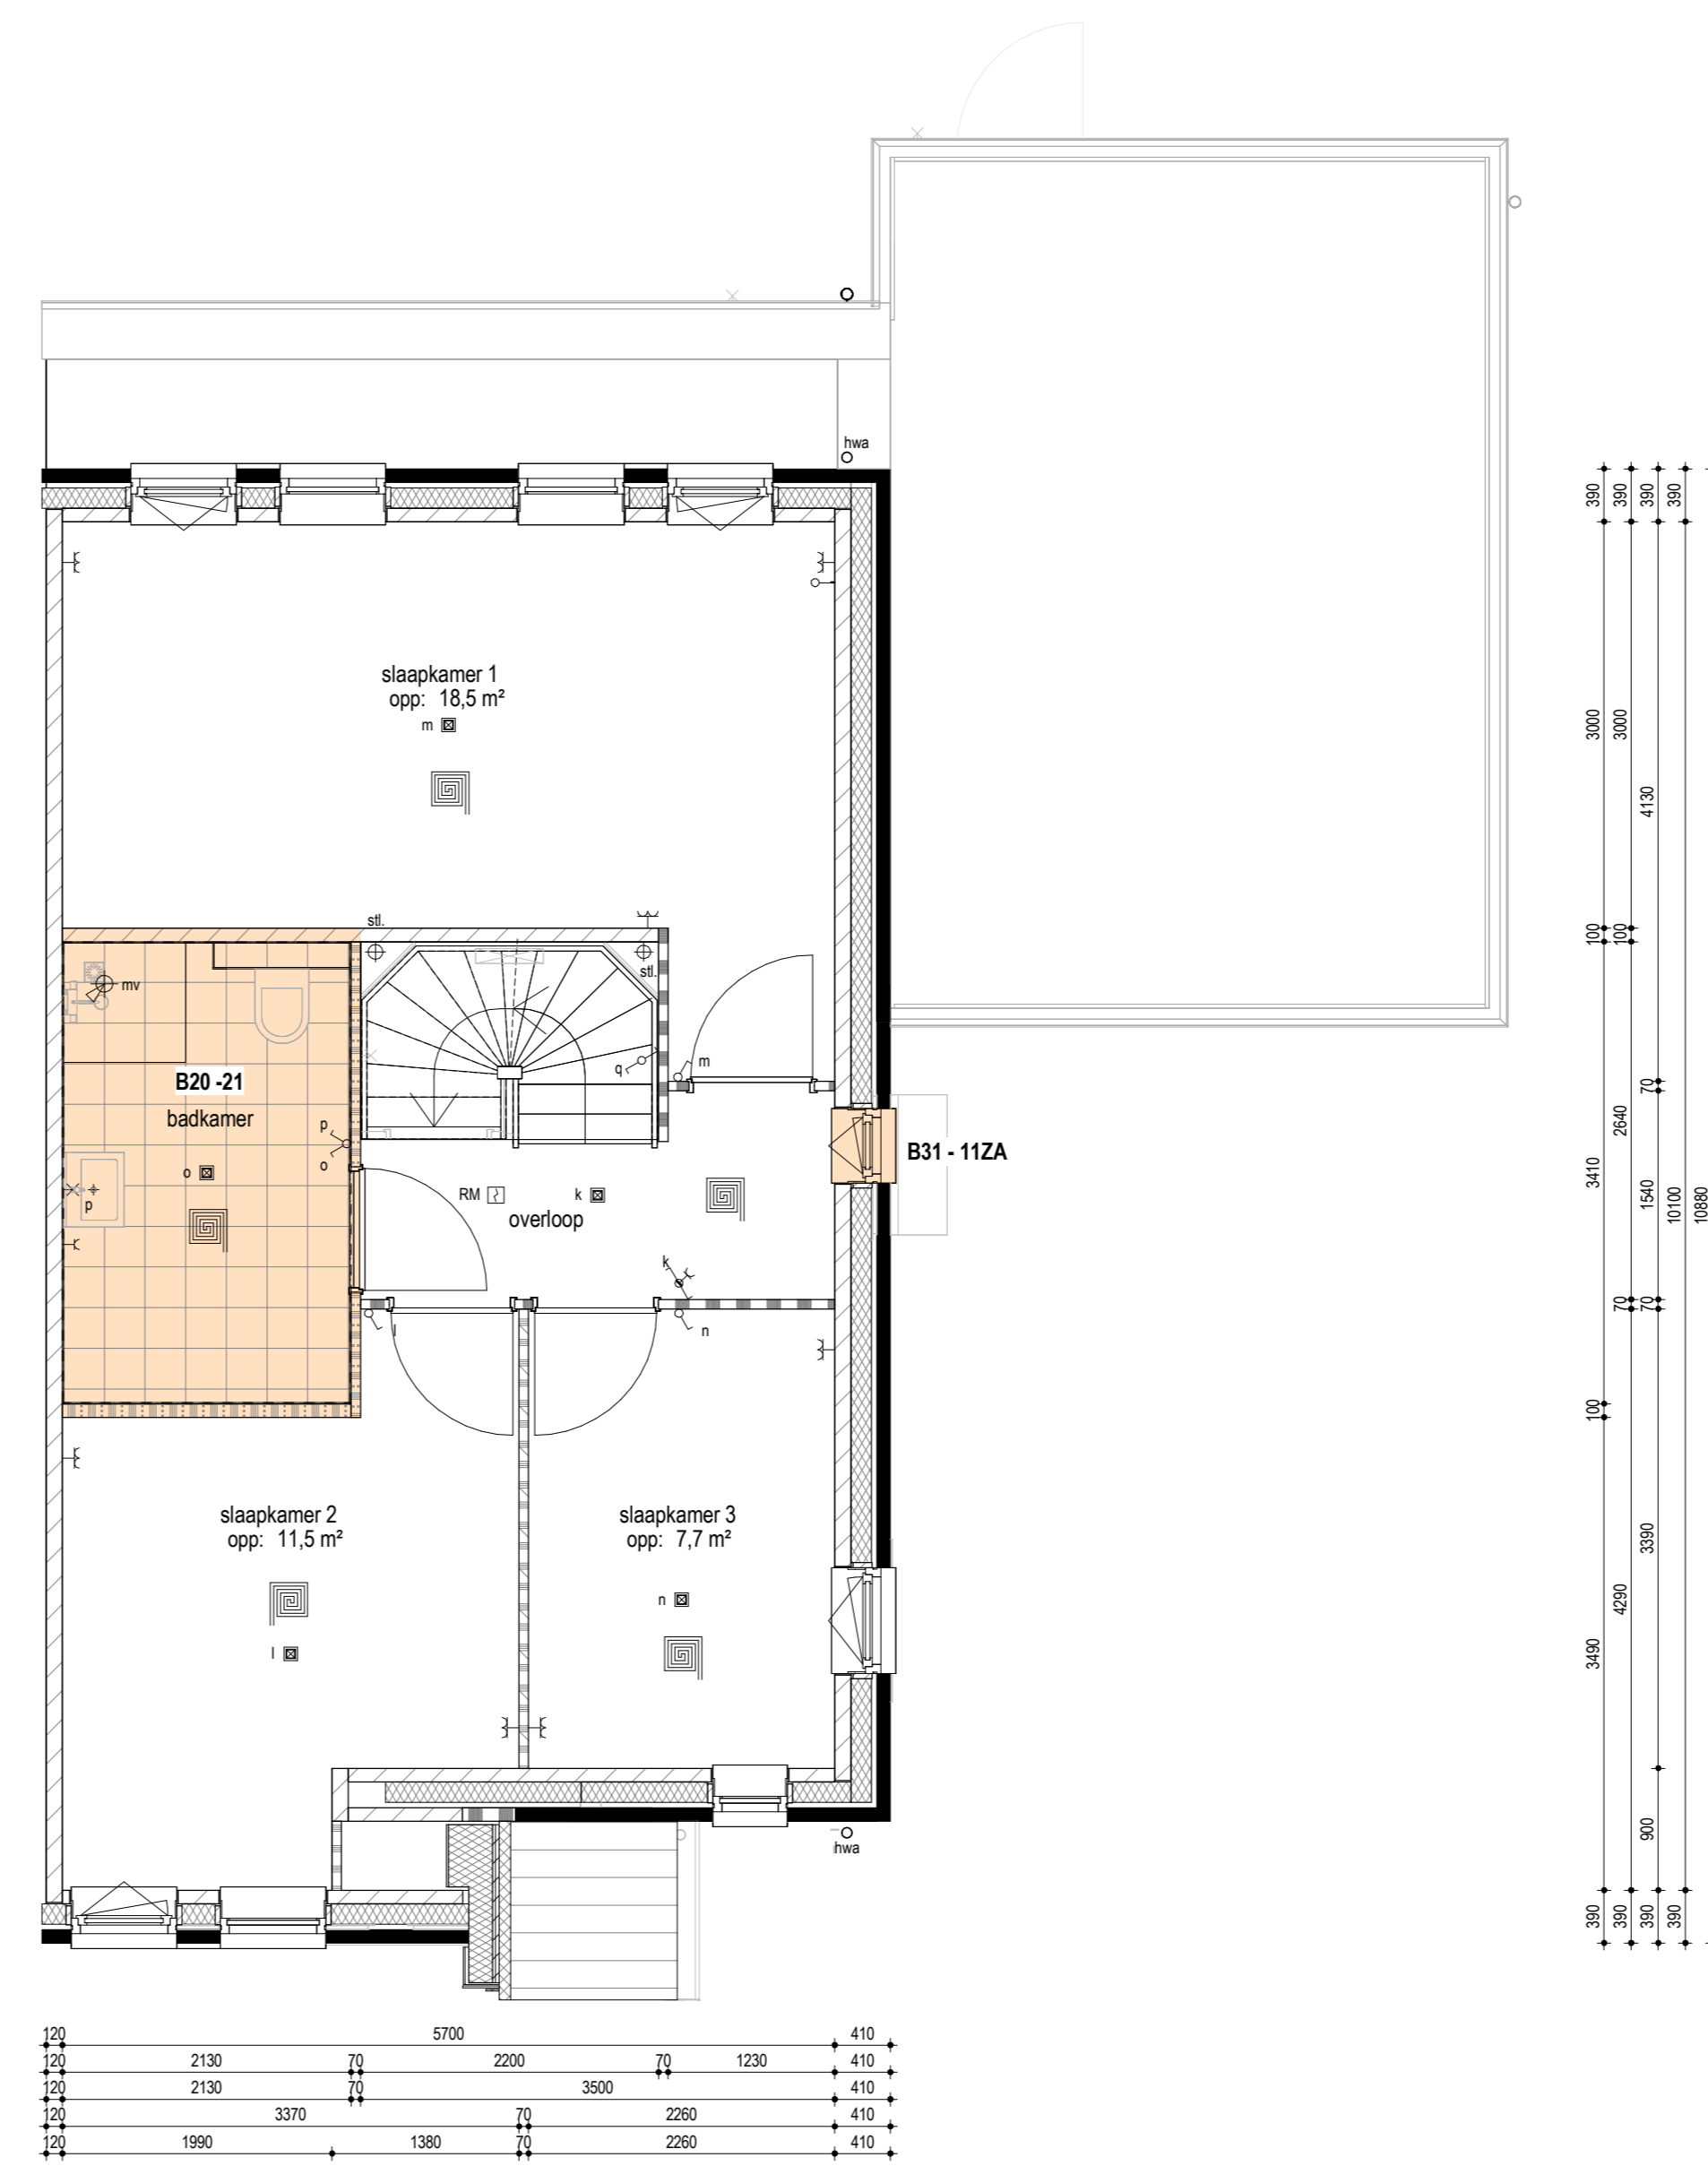 hwa
slaapkamer 1
opp: 18,5 m²
m
stl.
stl.
mv
q
m
B20 -21
badkamer
p
o
o
p
RM
k
overloop
B31 - 11ZA
k
l
n
slaapkamer 2
opp: 11,5 m²
l
slaapkamer 3
opp: 7,7 m²
n
hwa
390 390 390 390
3000 3000
4130
100 100
70
2640
3410
1540
10100
10880
70 70
100
3390
4290
3490
900
390 390 390 390
120 5700 410
120 2130 70 2200 70 1230 410
120 2130 70 3500 410
120 3370 70 2260 410
120 1990 1380 70 2260 410